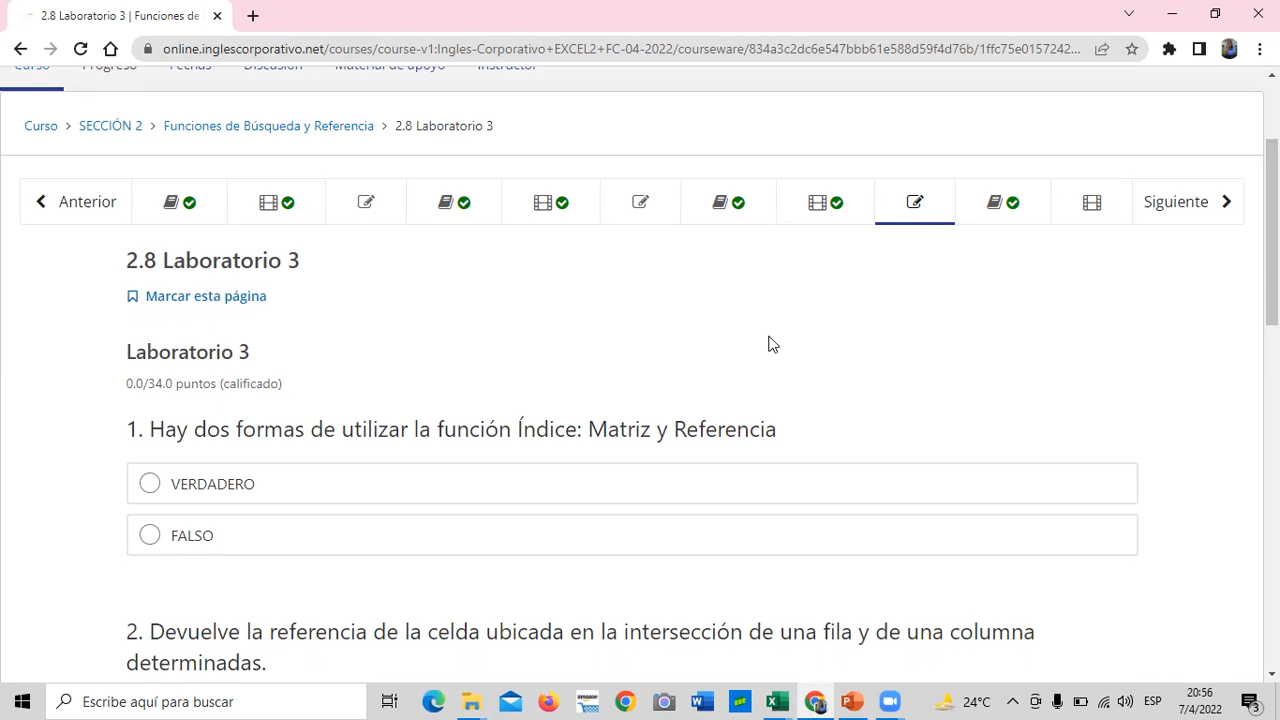 2.8 Laboratorio 3 | Funciones de
online.inglescorporativo.net/courses/course-v1:Ingles-Corporativo+EXCEL2+FC-04-2022/courseware/034a3c2dc6e547bbb61e588d59f4d76b/1ffc75e0157242...
Curso Progreso Fechas Discusión Material de apoyo Instructor
Curso > SECCIÓN 2 > Funciones de Búsqueda y Referencia > 2.8 Laboratorio 3
Anterior Siguiente
2.8 Laboratorio 3
Marcar esta página
Laboratorio 3
0.0/34.0 puntos (calificado)
1. Hay dos formas de utilizar la función Índice: Matriz y Referencia
VERDADERO
FALSO
2. Devuelve la referencia de la celda ubicada en la intersección de una fila y de una columna
determinadas.
Escribe aquí para buscar amazon 24°C ESP 20:56
7/4/2022 3